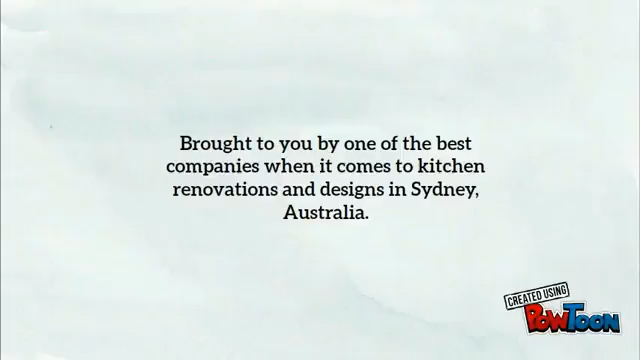 Brought to you by one of the best
companies when it comes to kitchen
renovations and designs in Sydney,
Australia.
CREATED USING
POWTOON